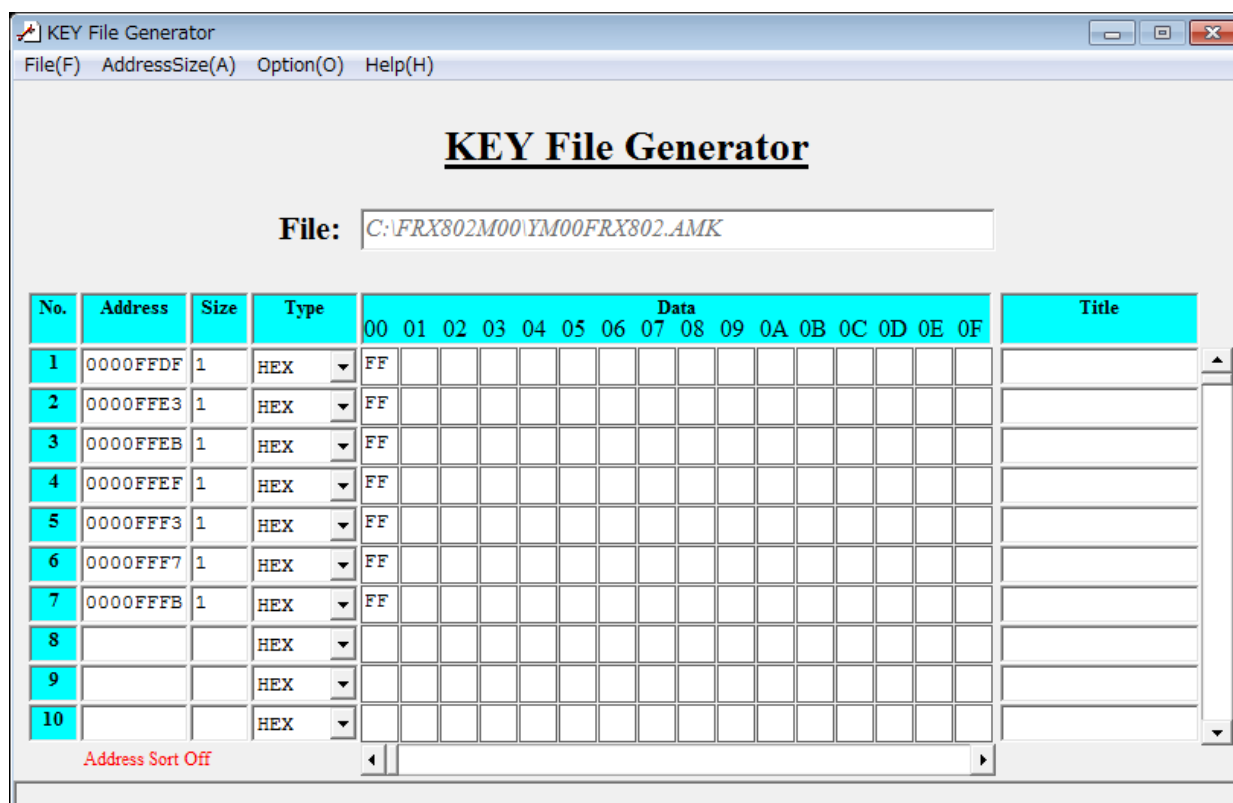 KEY File Generator
File(F) AddressSize(A) Option(O) Help(H)
KEY File Generator
File: C:\FRX802M00\YM00FRX802.AMK
No. Address Size Type Data Title
00 01 02 03 04 05 06 07 08 09 0A 0B 0C 0D 0E 0F
1 0000FFDF 1 HEX FF
2 0000FFE3 1 HEX FF
3 0000FFEB 1 HEX FF
4 0000FFEF 1 HEX FF
5 0000FFF3 1 HEX FF
6 0000FFF7 1 HEX FF
7 0000FFFB 1 HEX FF
8 HEX
9 HEX
10 HEX
Address Sort Off